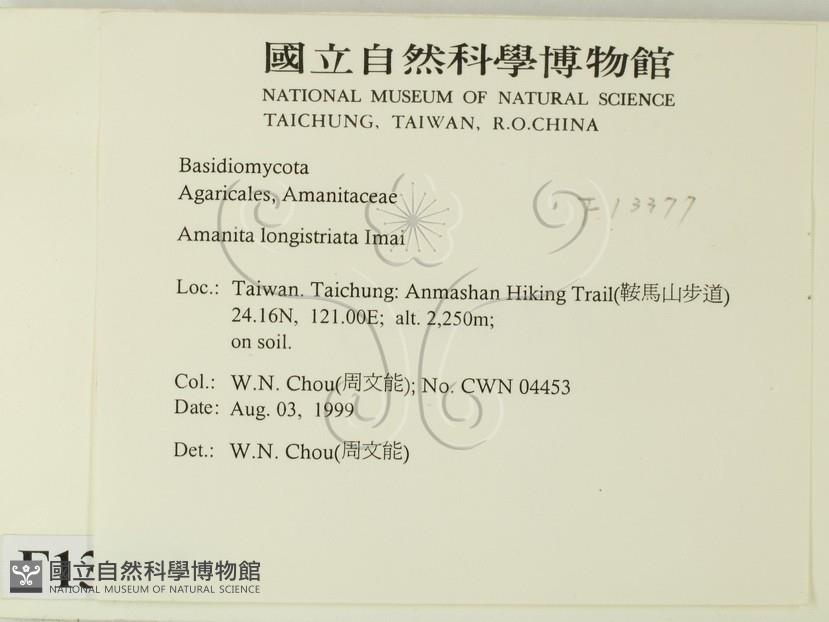 國立自然科學博物館
NATIONAL MUSEUM OF NATURAL SCIENCE
TAICHUNG, TAIWAN, R.O.CHINA
Basidiomycota
Agaricales, Amanitaceae
F13377
Amanita longistriata Imai
Loc.: Taiwan. Taichung: Anmashan Hiking Trail(鞍馬山步道)
24.16N, 121.00E; alt. 2,250m;
on soil.
Col.: W.N. Chou(周文能); No. CWN 04453
Date: Aug. 03, 1999
Det.: W.N. Chou(周文能)
F13
國立自然科學博物館
NATIONAL MUSEUM OF NATURAL SCIENCE